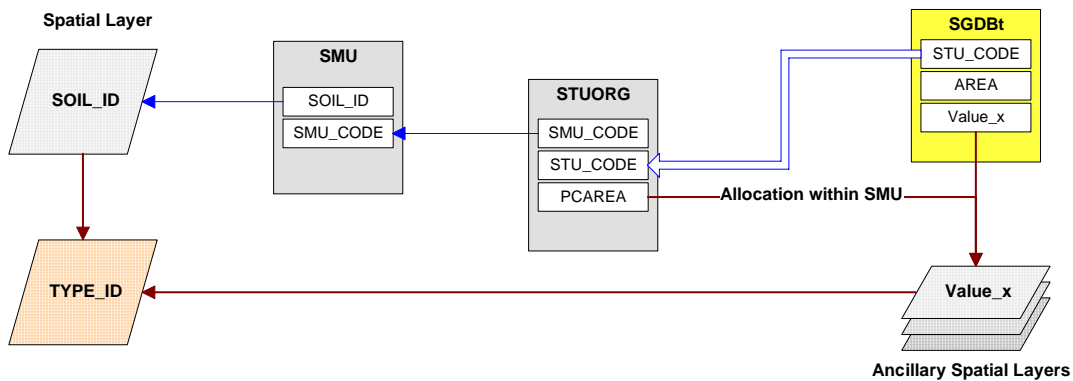 Spatial Layer
SOIL_ID
TYPE_ID
SMU
SOIL_ID
SMU_CODE
STUORG
SMU_CODE
STU_CODE
PCAREA
Allocation within SMU
SGDBt
STU_CODE
AREA
Value_x
Value_x
Ancillary Spatial Layers